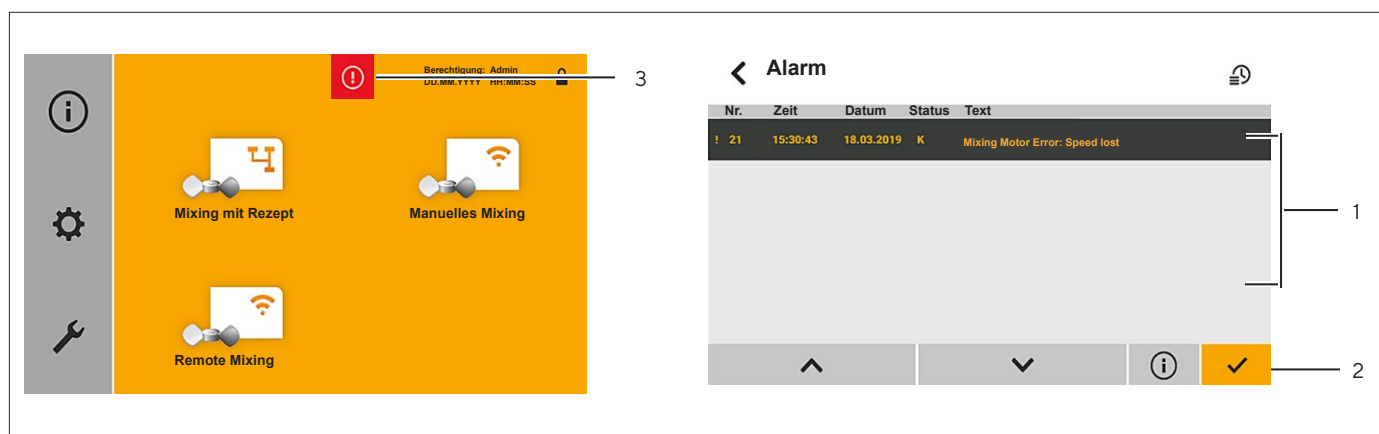 Berechtigung: Admin
DD.MM.YYYY HH:MM:SS
3
Mixing mit Rezept
Manuelles Mixing
Remote Mixing
Alarm
Nr. Zeit Datum Status Text
! 21 15:30:43 18.03.2019 K Mixing Motor Error: Speed lost
1
2